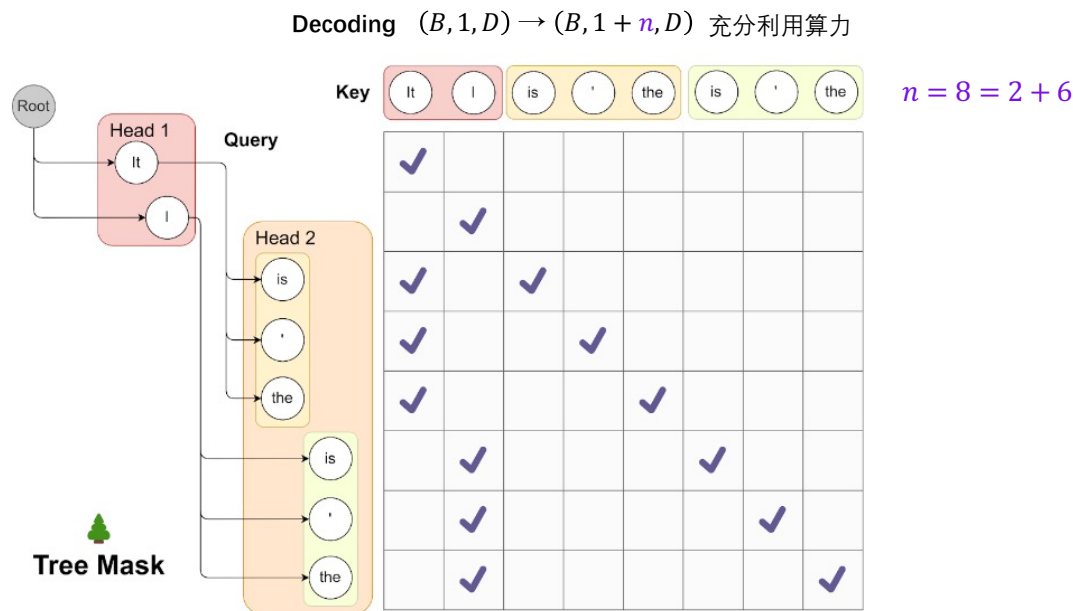 Decoding (B, 1, D) → (B, 1 + n, D) 充分利用算力
Key It I is ' the is ' the n = 8 = 2 + 6
Root
Head 1
Query
It
I
Head 2
is
'
the
is
'
the
Tree Mask